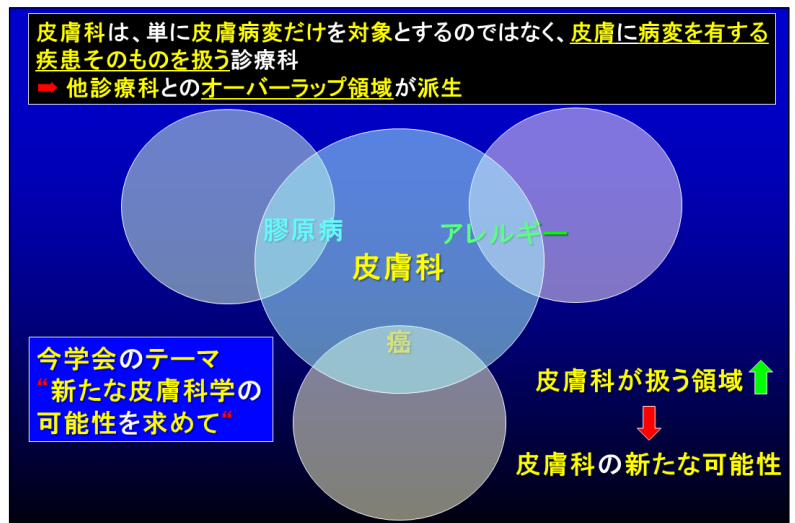 皮膚科は、単に皮膚病変だけを対象とするのではなく、皮膚に病変を有する
疾患そのものを扱う診療科
➡ 他診療科とのオーバーラップ領域が派生
膠原病
アレルギー
皮膚科
癌
今学会のテーマ
“新たな皮膚科学の
可能性を求めて“
皮膚科が扱う領域
皮膚科の新たな可能性